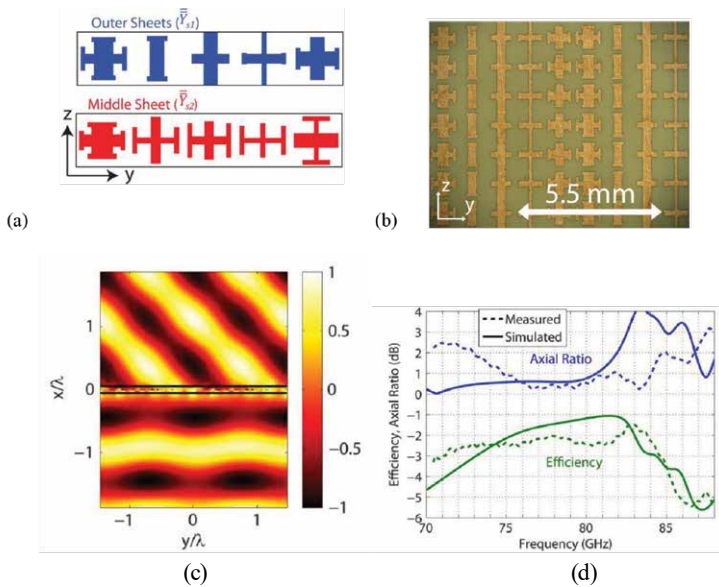 Outer Sheets (Y̿s1)
Middle Sheet (Y̿s2)
z
y
(a)
z
y
5.5 mm
(b)
x/λ
1
0
−1
−1 0 1
y/λ
1
0.5
0
−0.5
−1
(c)
Efficiency, Axial Ratio (dB)
4
3
2
1
0
−1
−2
−3
−4
−5
−6
Measured
Simulated
Axial Ratio
Efficiency
70 75 80 85
Frequency (GHz)
(d)